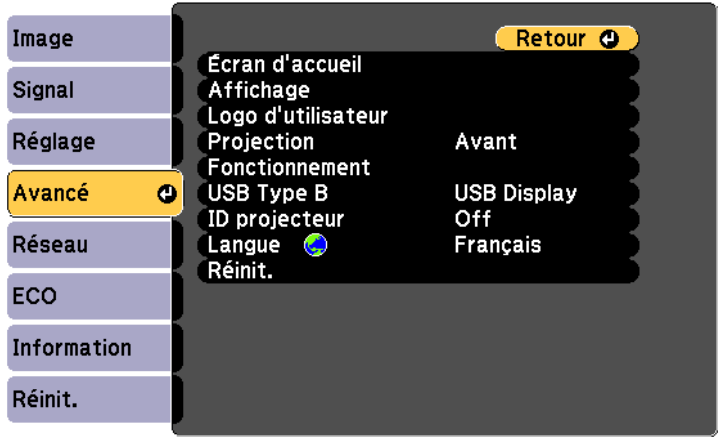 Image
Signal
Réglage
Avancé
Réseau
ECO
Information
Réinit.
Retour
Écran d'accueil
Affichage
Logo d'utilisateur
Projection Avant
Fonctionnement
USB Type B USB Display
ID projecteur Off
Langue Français
Réinit.